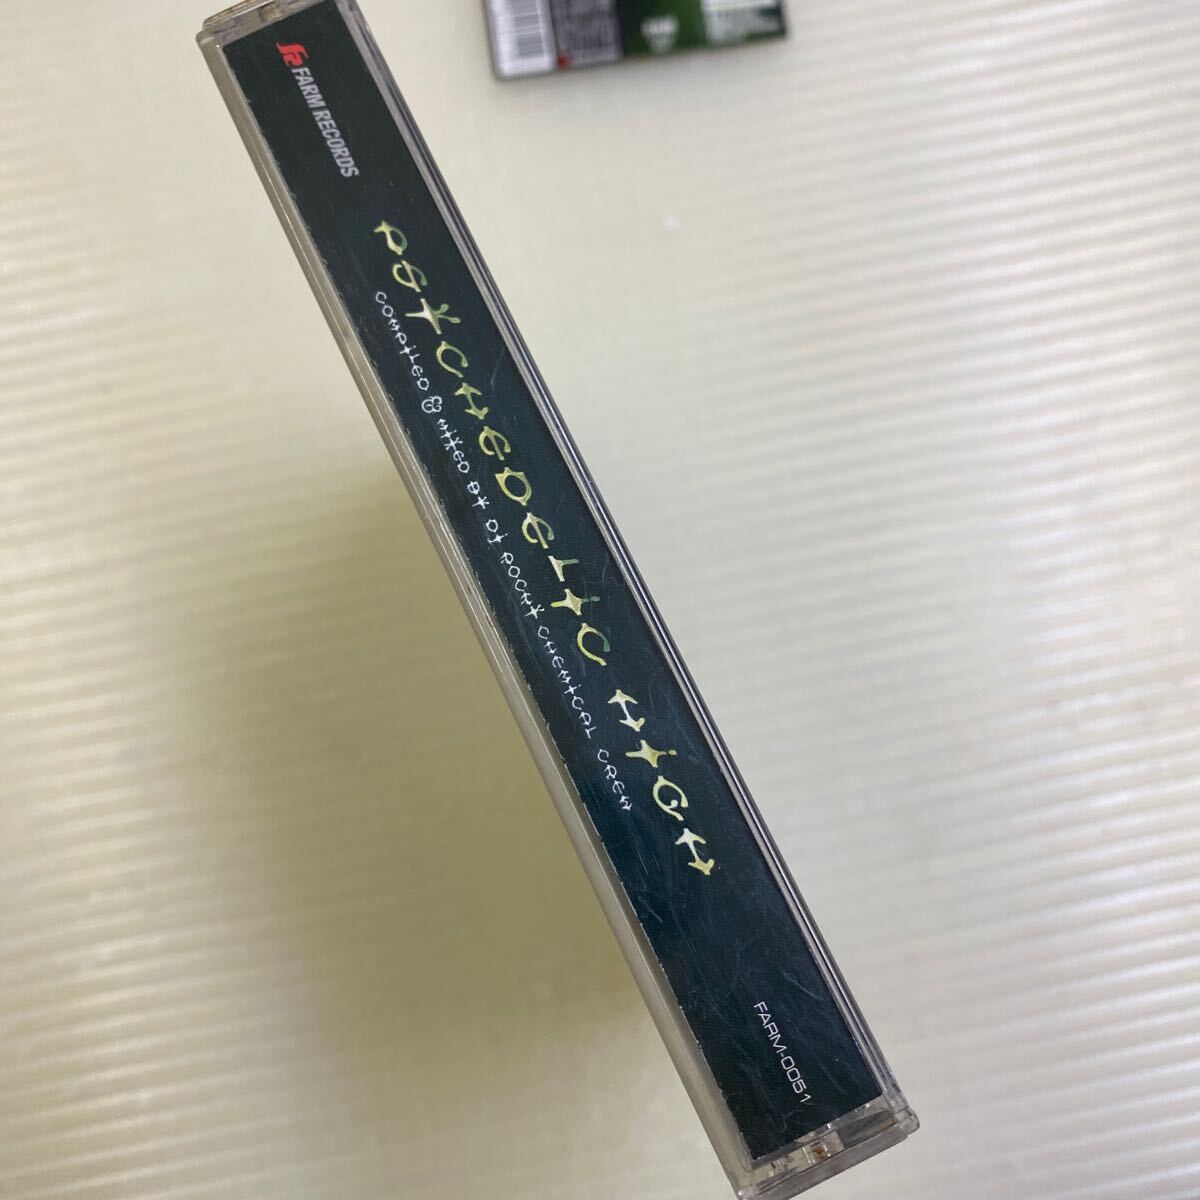 FARM RECORDS
PSYCHEDELIC HIGH
COMPILED & MIXED BY DJ ROCKY CHEMICAL CREW
FARM-0051